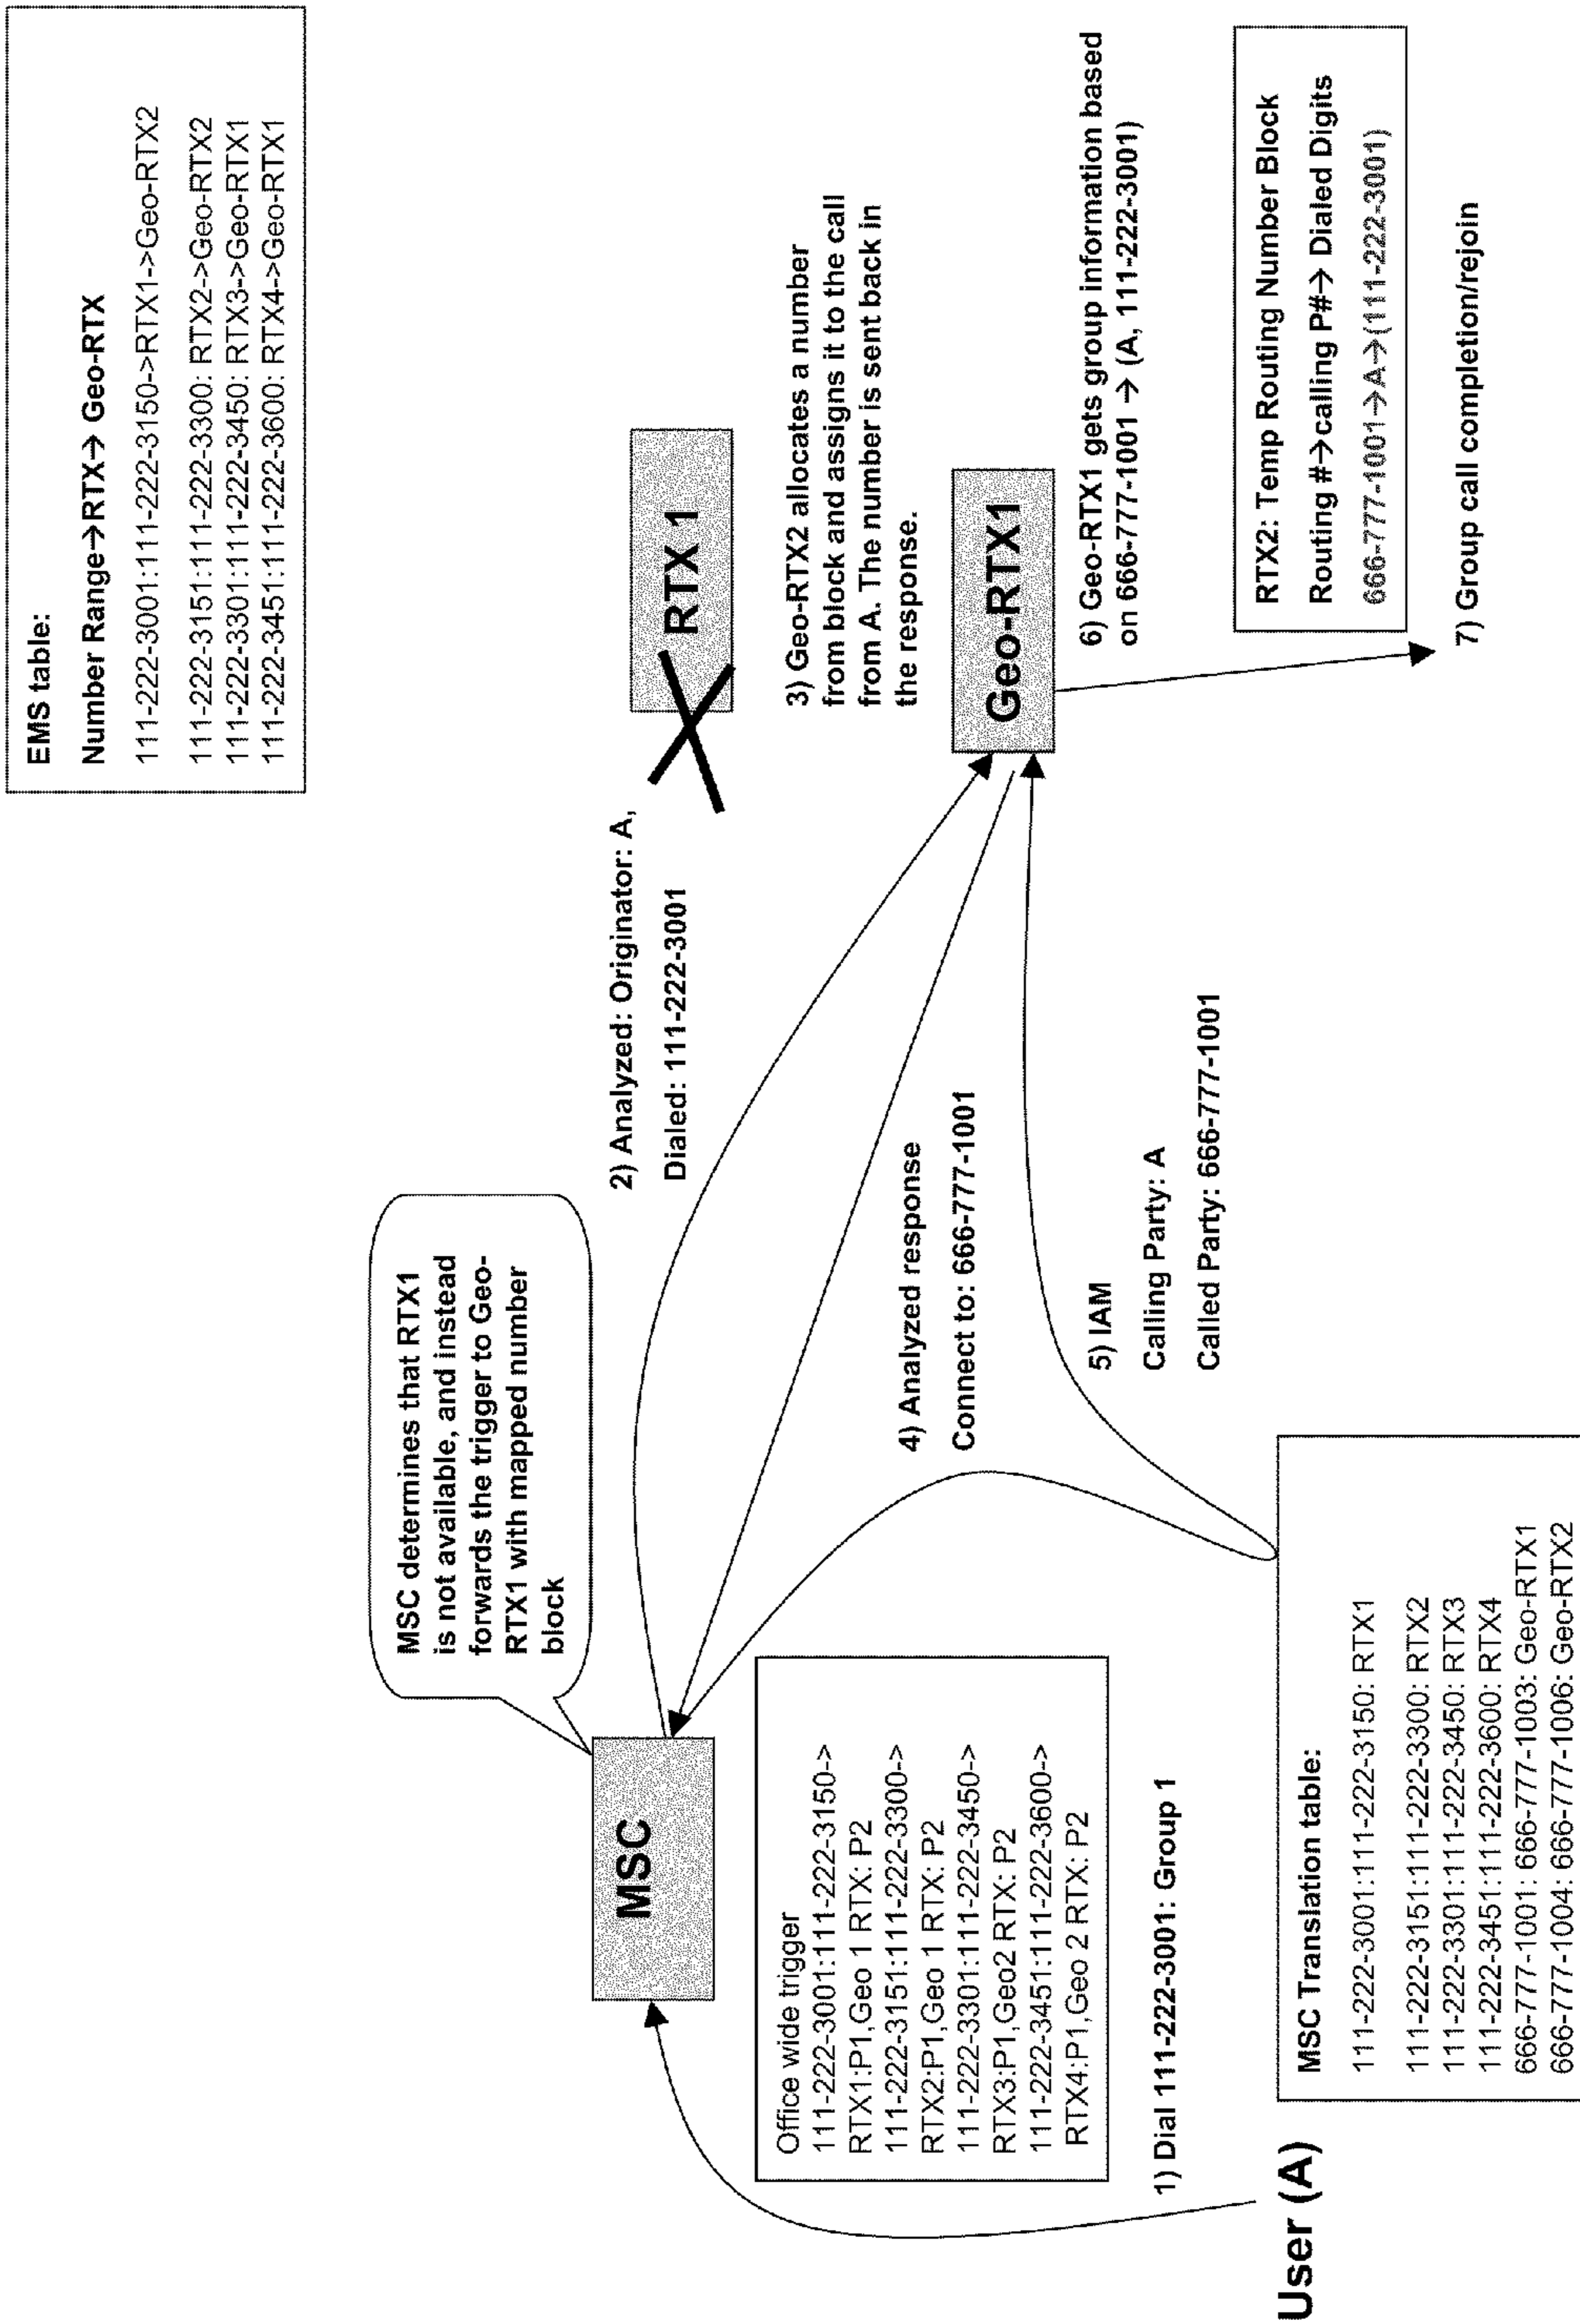 EMS table:
Number Range→RTX→ Geo-RTX
111-222-3001:111-222-3150->RTX1->Geo-RTX2
111-222-3151:111-222-3300: RTX2->Geo-RTX2
111-222-3301:111-222-3450: RTX3->Geo-RTX1
111-222-3451:111-222-3600: RTX4->Geo-RTX1
MSC determines that RTX1
is not available, and instead
forwards the trigger to Geo-
RTX1 with mapped number
block
MSC
2) Analyzed: Originator: A,
Dialed: 111-222-3001
RTX 1
3) Geo-RTX2 allocates a number
from block and assigns it to the call
from A. The number is sent back in
the response.
Office wide trigger
111-222-3001:111-222-3150->
RTX1:P1,Geo 1 RTX: P2
111-222-3151:111-222-3300->
RTX2:P1,Geo 1 RTX: P2
111-222-3301:111-222-3450->
RTX3:P1,Geo2 RTX: P2
111-222-3451:111-222-3600->
RTX4:P1,Geo 2 RTX: P2
4) Analyzed response
Connect to: 666-777-1001
Geo-RTX1
1) Dial 111-222-3001: Group 1
5) IAM
Calling Party: A
Called Party: 666-777-1001
6) Geo-RTX1 gets group information based
on 666-777-1001 → (A, 111-222-3001)
User (A)
MSC Translation table:
111-222-3001:111-222-3150: RTX1
111-222-3151:111-222-3300: RTX2
111-222-3301:111-222-3450: RTX3
111-222-3451:111-222-3600: RTX4
666-777-1001: 666-777-1003: Geo-RTX1
666-777-1004: 666-777-1006: Geo-RTX2
RTX2: Temp Routing Number Block
Routing #→calling P#→ Dialed Digits
666-777-1001→A→(111-222-3001)
7) Group call completion/rejoin